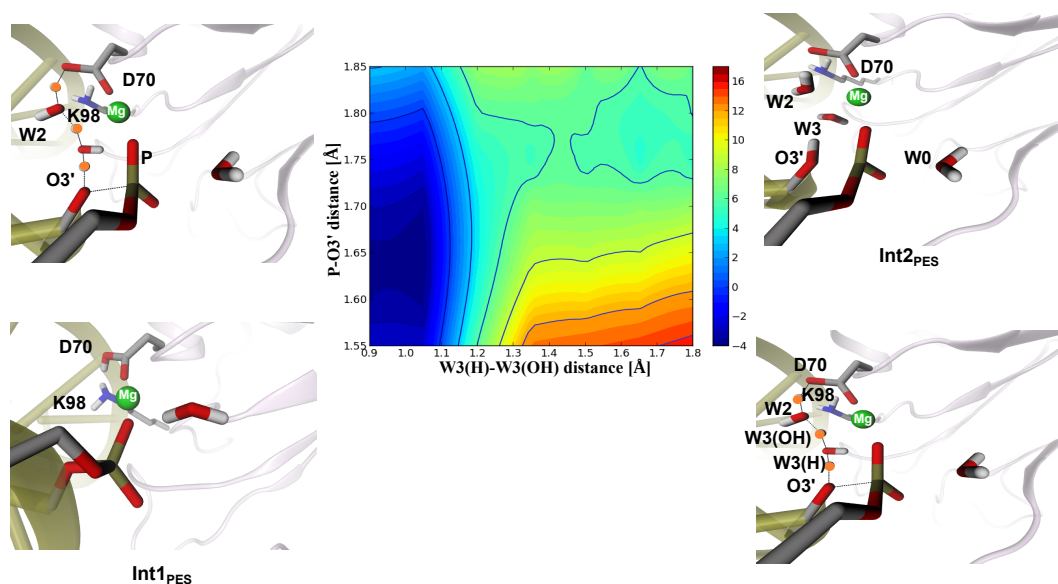 D70
K98
Mg
W2
P
O3'
1.85
1.80
1.75
1.70
1.65
1.60
1.55
P-O3' distance [Å]
0.9 1.0 1.1 1.2 1.3 1.4 1.5 1.6 1.7 1.8
W3(H)-W3(OH) distance [Å]
16
14
12
10
8
6
4
2
0
−2
−4
D70
Mg
W2
W3
O3'
W0
Int2PES
D70
K98
Mg
Int1PES
D70
K98
Mg
W2
W3(OH)
W3(H)
O3'